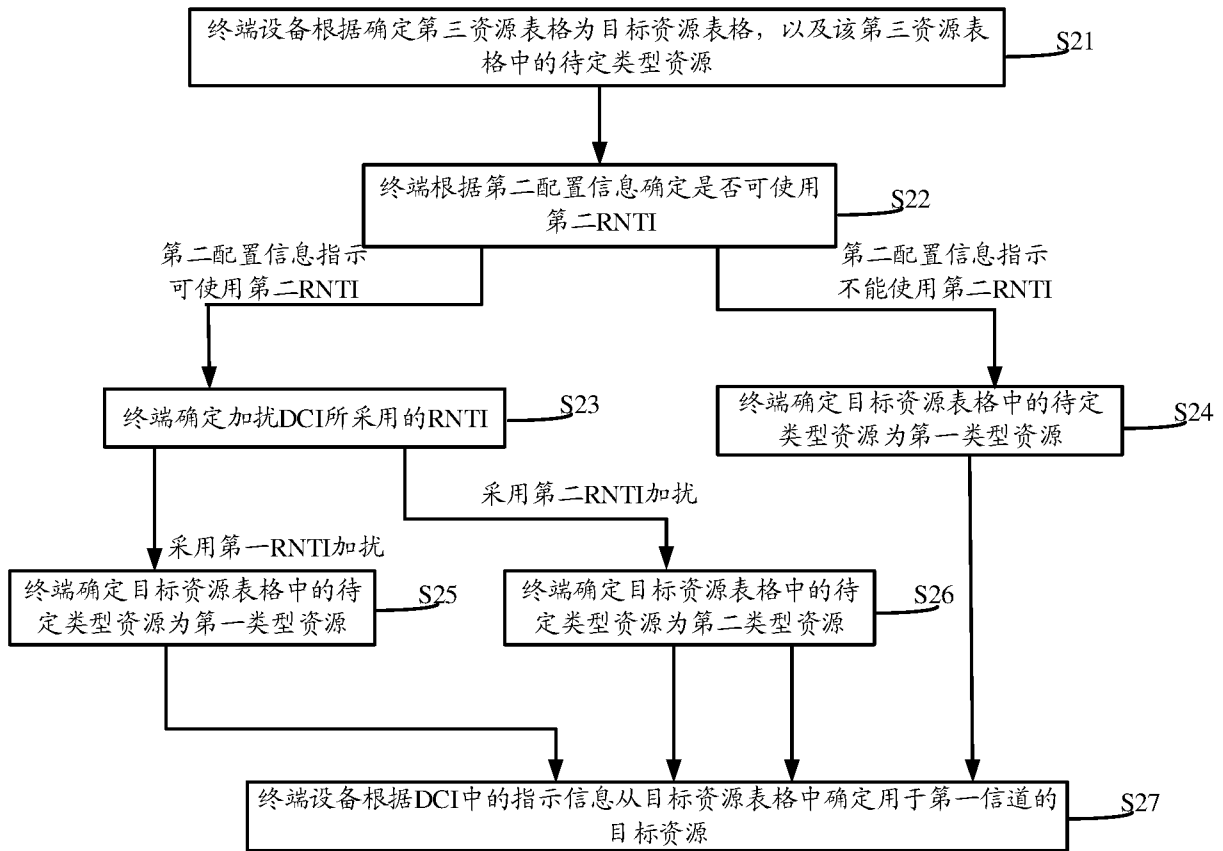 终端设备根据确定第三资源表格为目标资源表格，以及该第三资源表
格中的待定类型资源
S21
终端根据第二配置信息确定是否可使用
第二RNTI
S22
第二配置信息指示
可使用第二RNTI
第二配置信息指示
不能使用第二RNTI
终端确定加扰DCI所采用的RNTI
S23
终端确定目标资源表格中的待定
类型资源为第一类型资源
S24
采用第二RNTI加扰
采用第一RNTI加扰
终端确定目标资源表格中的待
定类型资源为第一类型资源
S25
终端确定目标资源表格中的待
定类型资源为第二类型资源
S26
终端设备根据DCI中的指示信息从目标资源表格中确定用于第一信道的
目标资源
S27